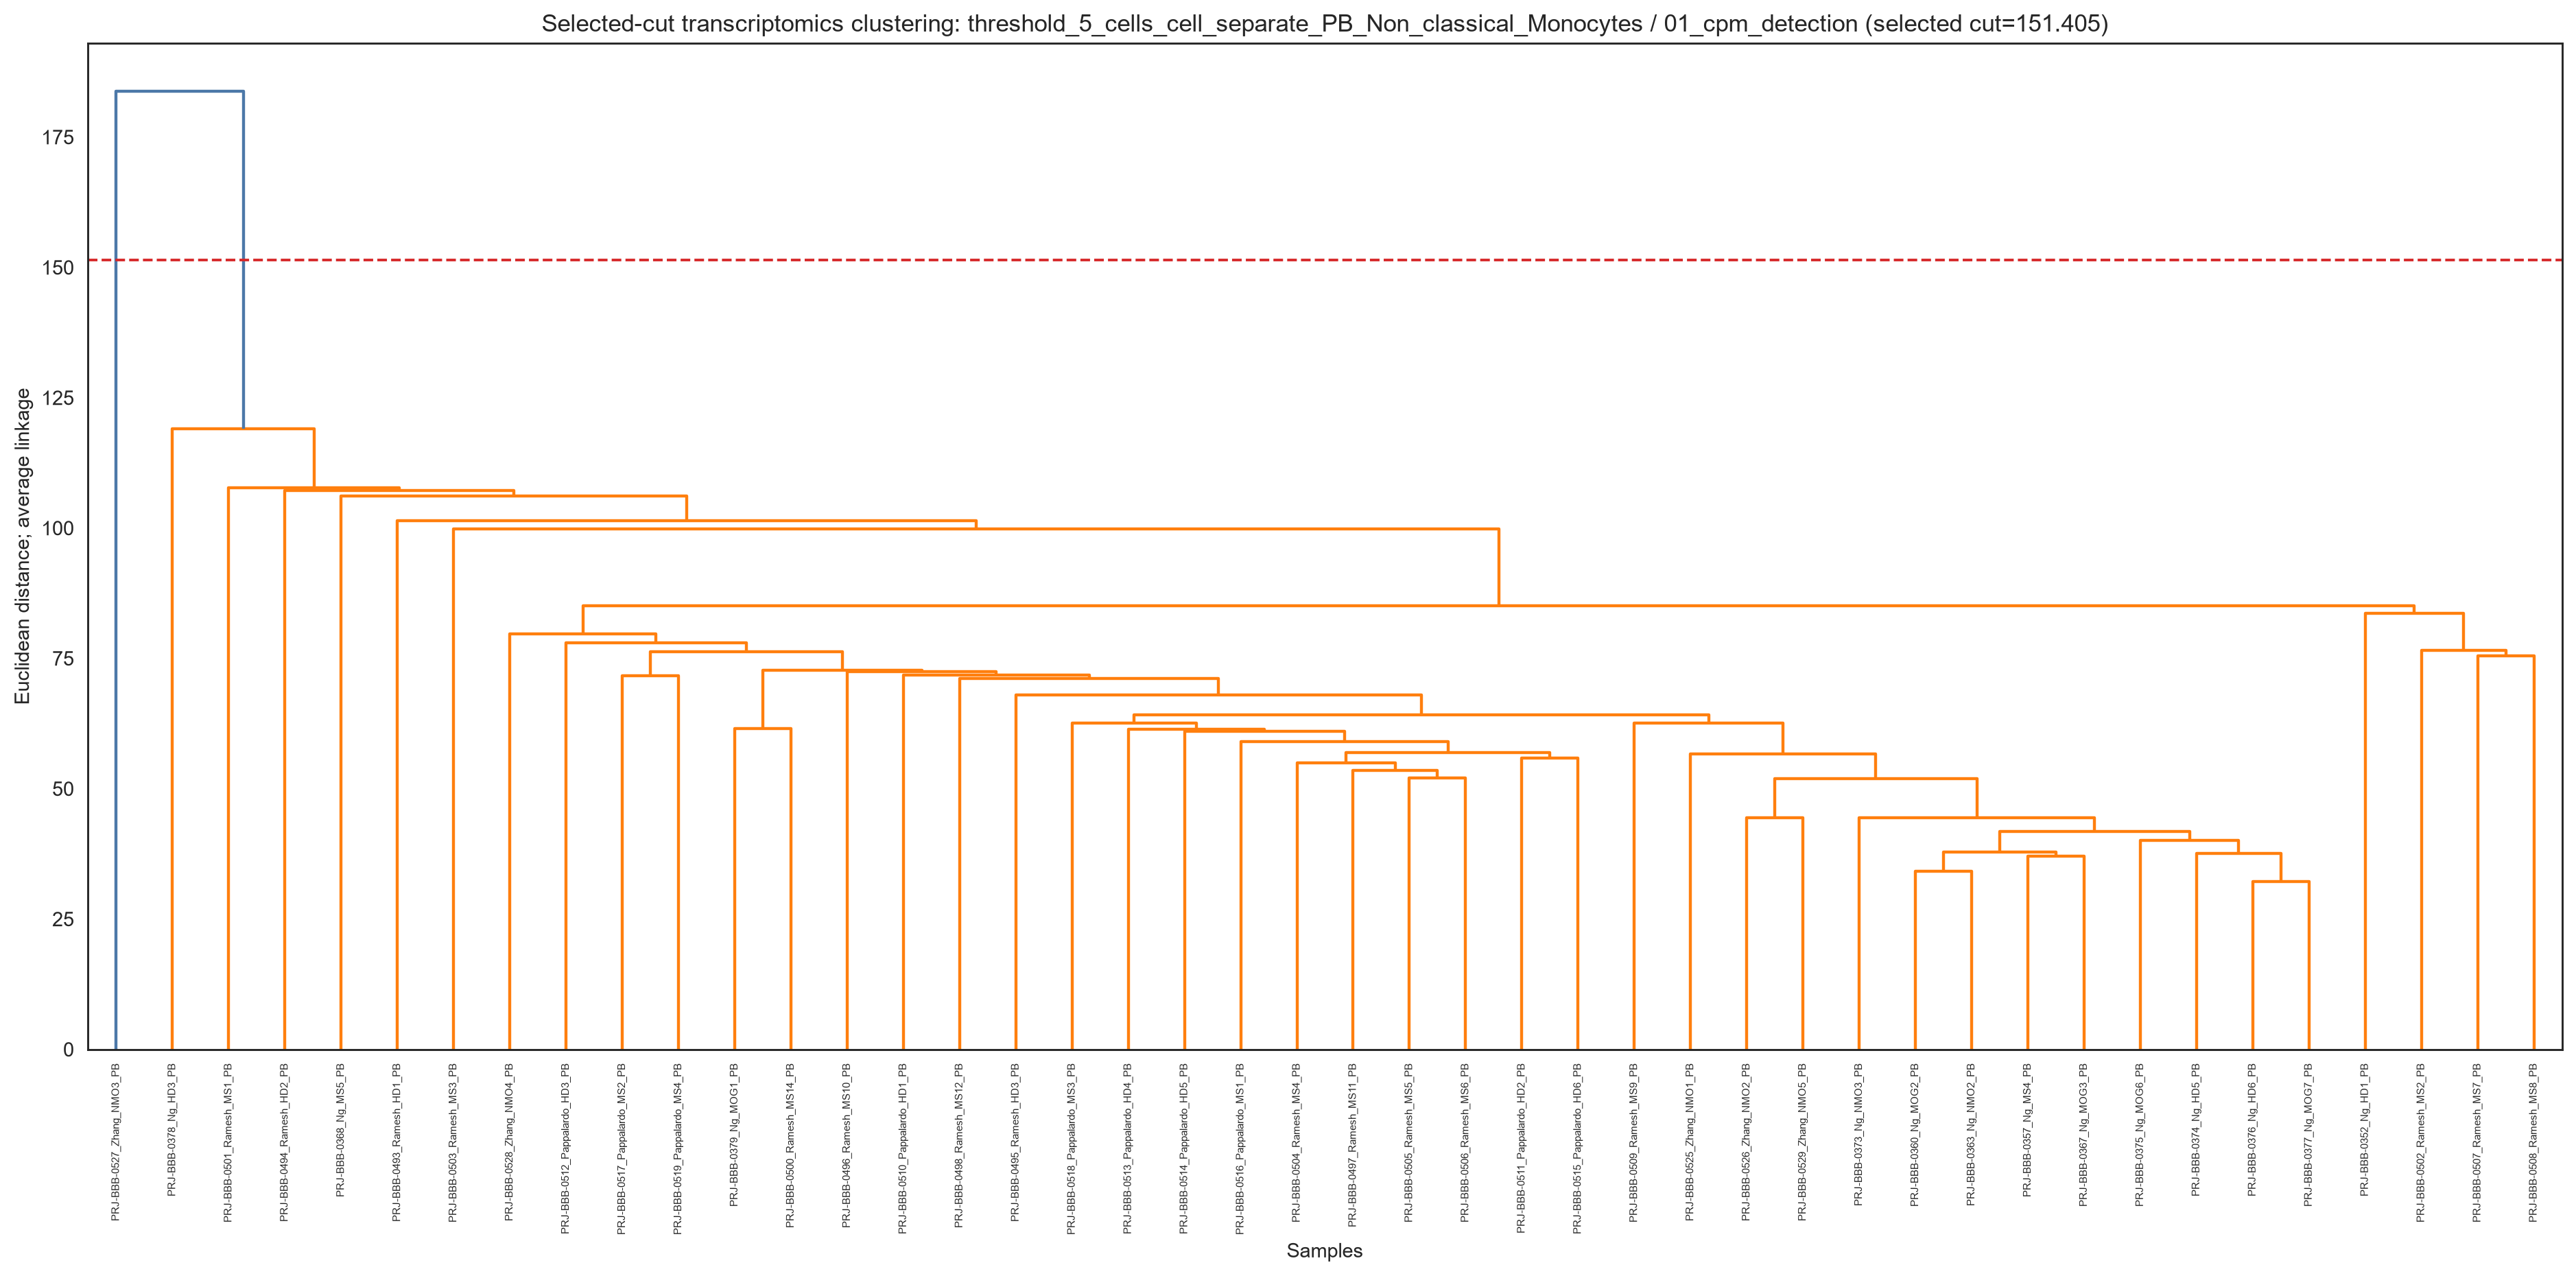 Selected-cut transcriptomics clustering: threshold_5_cells_cell_separate_PB_Non_classical_Monocytes / 01_cpm_detection (selected cut=151.405)
Euclidean distance; average linkage
175
150
125
100
75
50
25
0
PRJ-BBB-0527_Zhang_NMO3_PB
PRJ-BBB-0378_Ng_HD3_PB
PRJ-BBB-0501_Ramesh_MS1_PB
PRJ-BBB-0494_Ramesh_HD2_PB
PRJ-BBB-0368_Ng_MS5_PB
PRJ-BBB-0493_Ramesh_HD1_PB
PRJ-BBB-0503_Ramesh_MS3_PB
PRJ-BBB-0528_Zhang_NMO4_PB
PRJ-BBB-0512_Pappalardo_HD3_PB
PRJ-BBB-0517_Pappalardo_MS2_PB
PRJ-BBB-0519_Pappalardo_MS4_PB
PRJ-BBB-0379_Ng_MOG1_PB
PRJ-BBB-0500_Ramesh_MS14_PB
PRJ-BBB-0496_Ramesh_MS10_PB
PRJ-BBB-0510_Pappalardo_HD1_PB
PRJ-BBB-0498_Ramesh_MS12_PB
PRJ-BBB-0495_Ramesh_HD3_PB
PRJ-BBB-0518_Pappalardo_MS3_PB
PRJ-BBB-0513_Pappalardo_HD4_PB
PRJ-BBB-0514_Pappalardo_HD5_PB
PRJ-BBB-0516_Pappalardo_MS1_PB
PRJ-BBB-0504_Ramesh_MS4_PB
PRJ-BBB-0497_Ramesh_MS11_PB
PRJ-BBB-0505_Ramesh_MS5_PB
PRJ-BBB-0506_Ramesh_MS6_PB
PRJ-BBB-0511_Pappalardo_HD2_PB
PRJ-BBB-0515_Pappalardo_HD6_PB
PRJ-BBB-0509_Ramesh_MS9_PB
PRJ-BBB-0525_Zhang_NMO1_PB
PRJ-BBB-0526_Zhang_NMO2_PB
PRJ-BBB-0529_Zhang_NMO5_PB
PRJ-BBB-0373_Ng_NMO3_PB
PRJ-BBB-0360_Ng_MOG2_PB
PRJ-BBB-0363_Ng_NMO2_PB
PRJ-BBB-0357_Ng_MS4_PB
PRJ-BBB-0367_Ng_MOG3_PB
PRJ-BBB-0375_Ng_MOG6_PB
PRJ-BBB-0374_Ng_HD5_PB
PRJ-BBB-0376_Ng_HD6_PB
PRJ-BBB-0377_Ng_MOG7_PB
PRJ-BBB-0352_Ng_HD1_PB
PRJ-BBB-0502_Ramesh_MS2_PB
PRJ-BBB-0507_Ramesh_MS7_PB
PRJ-BBB-0508_Ramesh_MS8_PB
Samples